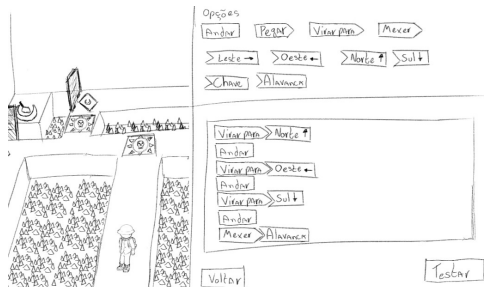 Opções
Andar Pegar Virar para Mexer
Leste → Oeste ← Norte ↑ Sul ↓
Chave Alavanca
Virar para Norte ↑
Andar
Virar para Oeste ←
Andar
Virar para Sul ↓
Andar
Mexer Alavanca
Voltar
Testar